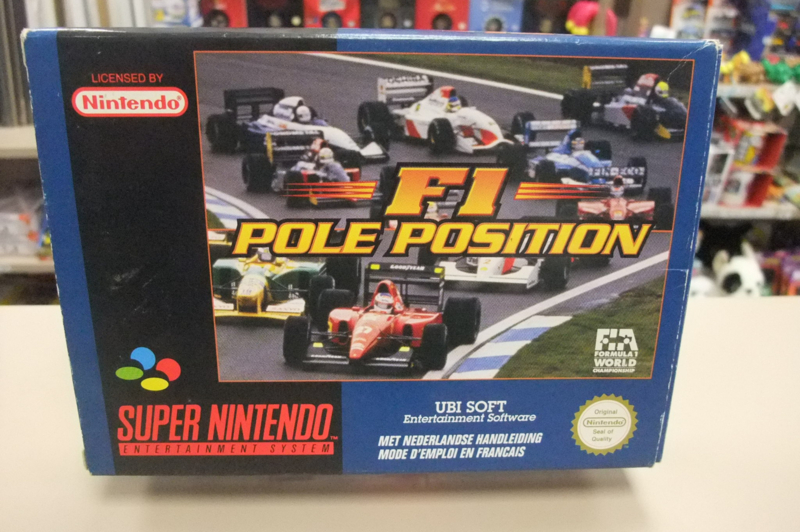 LICENSED BY
Nintendo
F1
POLE POSITION
GOODYEAR
FIA
FORMULA 1
WORLD
CHAMPIONSHIP
SUPER NINTENDO
ENTERTAINMENT SYSTEM
UBI SOFT
Entertainment Software
MET NEDERLANDSE HANDLEIDING
MODE D'EMPLOI EN FRANCAIS
Original
Nintendo
Seal of
Quality